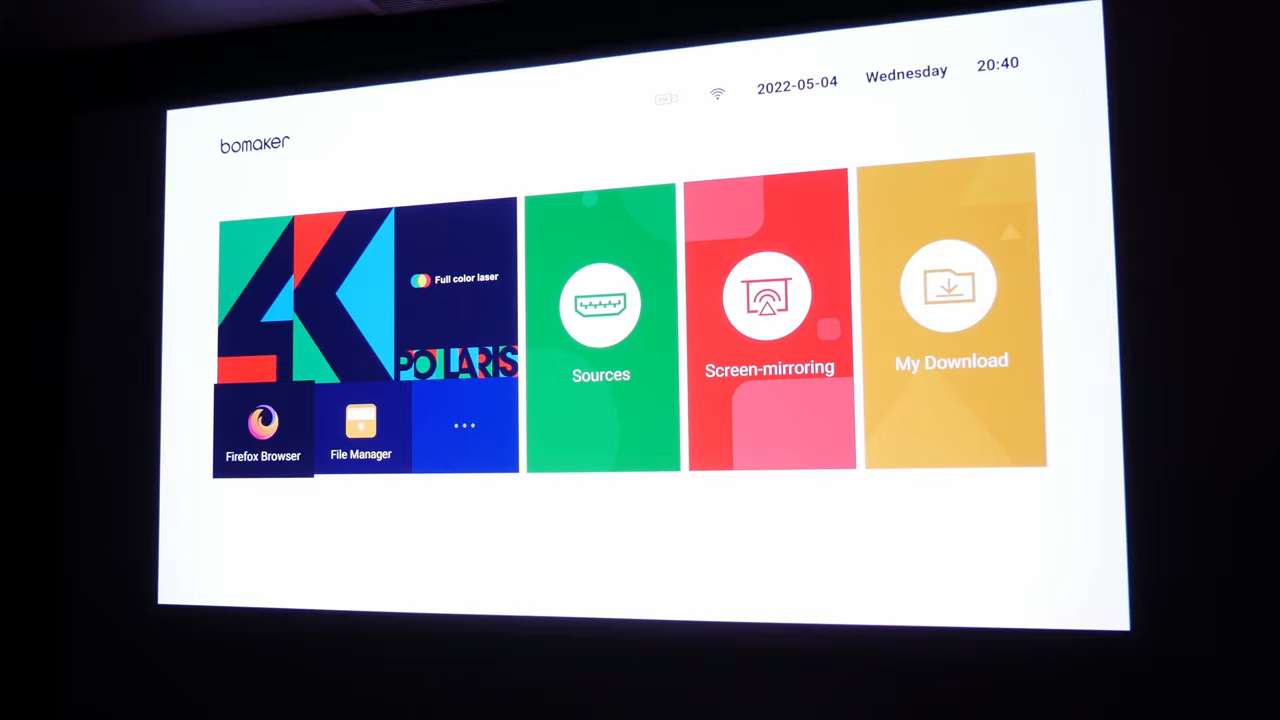 2022-05-04 Wednesday 20:40
bomaker
4K
Full color laser
POLARIS
Firefox Browser
File Manager
...
Sources
Screen-mirroring
My Download